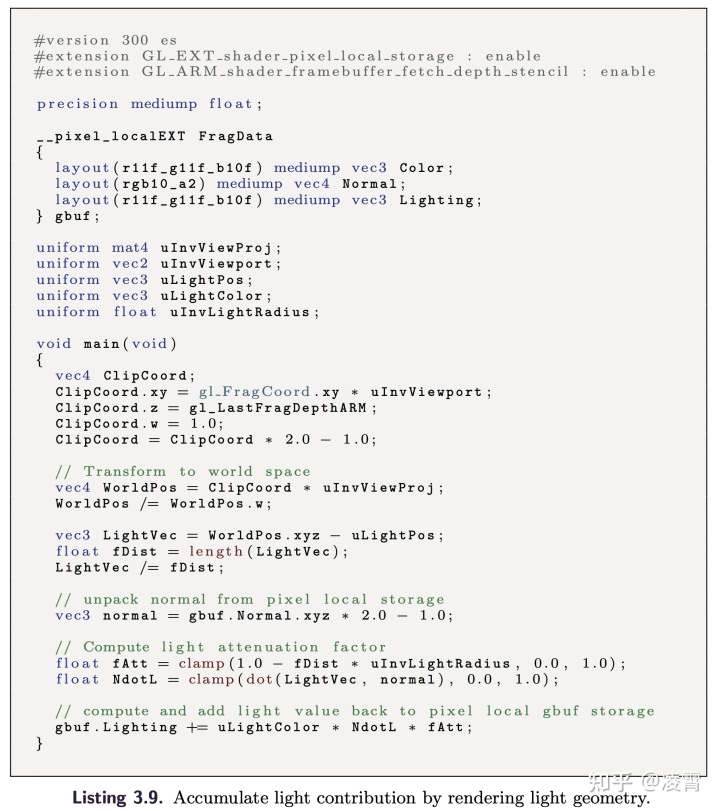 #version 300 es
#extension GL_EXT_shader_pixel_local_storage : enable
#extension GL_ARM_shader_framebuffer_fetch_depth_stencil : enable
precision mediump float;
__pixel_localEXT FragData
{
layout(r11f_g11f_b10f) mediump vec3 Color;
layout(rgb10_a2) mediump vec4 Normal;
layout(r11f_g11f_b10f) mediump vec3 Lighting;
} gbuf;
uniform mat4 uInvViewProj;
uniform vec2 uInvViewport;
uniform vec3 uLightPos;
uniform vec3 uLightColor;
uniform float uInvLightRadius;
void main(void)
{
vec4 ClipCoord;
ClipCoord.xy = gl_FragCoord.xy * uInvViewport;
ClipCoord.z = gl_LastFragDepthARM;
ClipCoord.w = 1.0;
ClipCoord = ClipCoord * 2.0 - 1.0;
// Transform to world space
vec4 WorldPos = ClipCoord * uInvViewProj;
WorldPos /= WorldPos.w;
vec3 LightVec = WorldPos.xyz - uLightPos;
float fDist = length(LightVec);
LightVec /= fDist;
// unpack normal from pixel local storage
vec3 normal = gbuf.Normal.xyz * 2.0 - 1.0;
// Compute light attenuation factor
float fAtt = clamp(1.0 - fDist * uInvLightRadius, 0.0, 1.0);
float NdotL = clamp(dot(LightVec, normal), 0.0, 1.0);
// compute and add light value back to pixel local gbuf storage
gbuf.Lighting += uLightColor * NdotL * fAtt;
}
知乎 @凌霄
Listing 3.9. Accumulate light contribution by rendering light geometry.